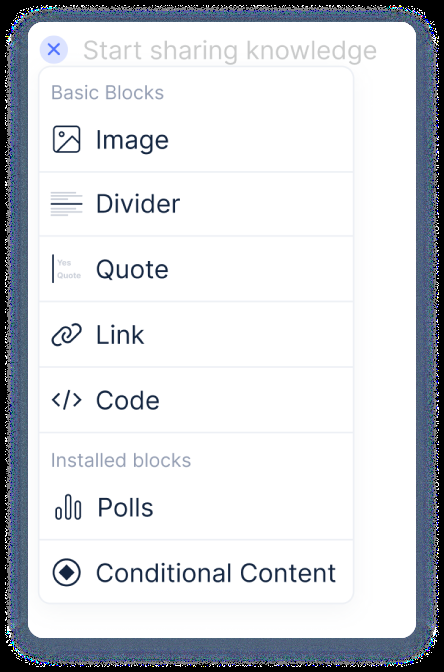 Start sharing knowledge
Basic Blocks
Image
Divider
Yes
Quote
Quote
Link
Code
Installed blocks
Polls
Conditional Content